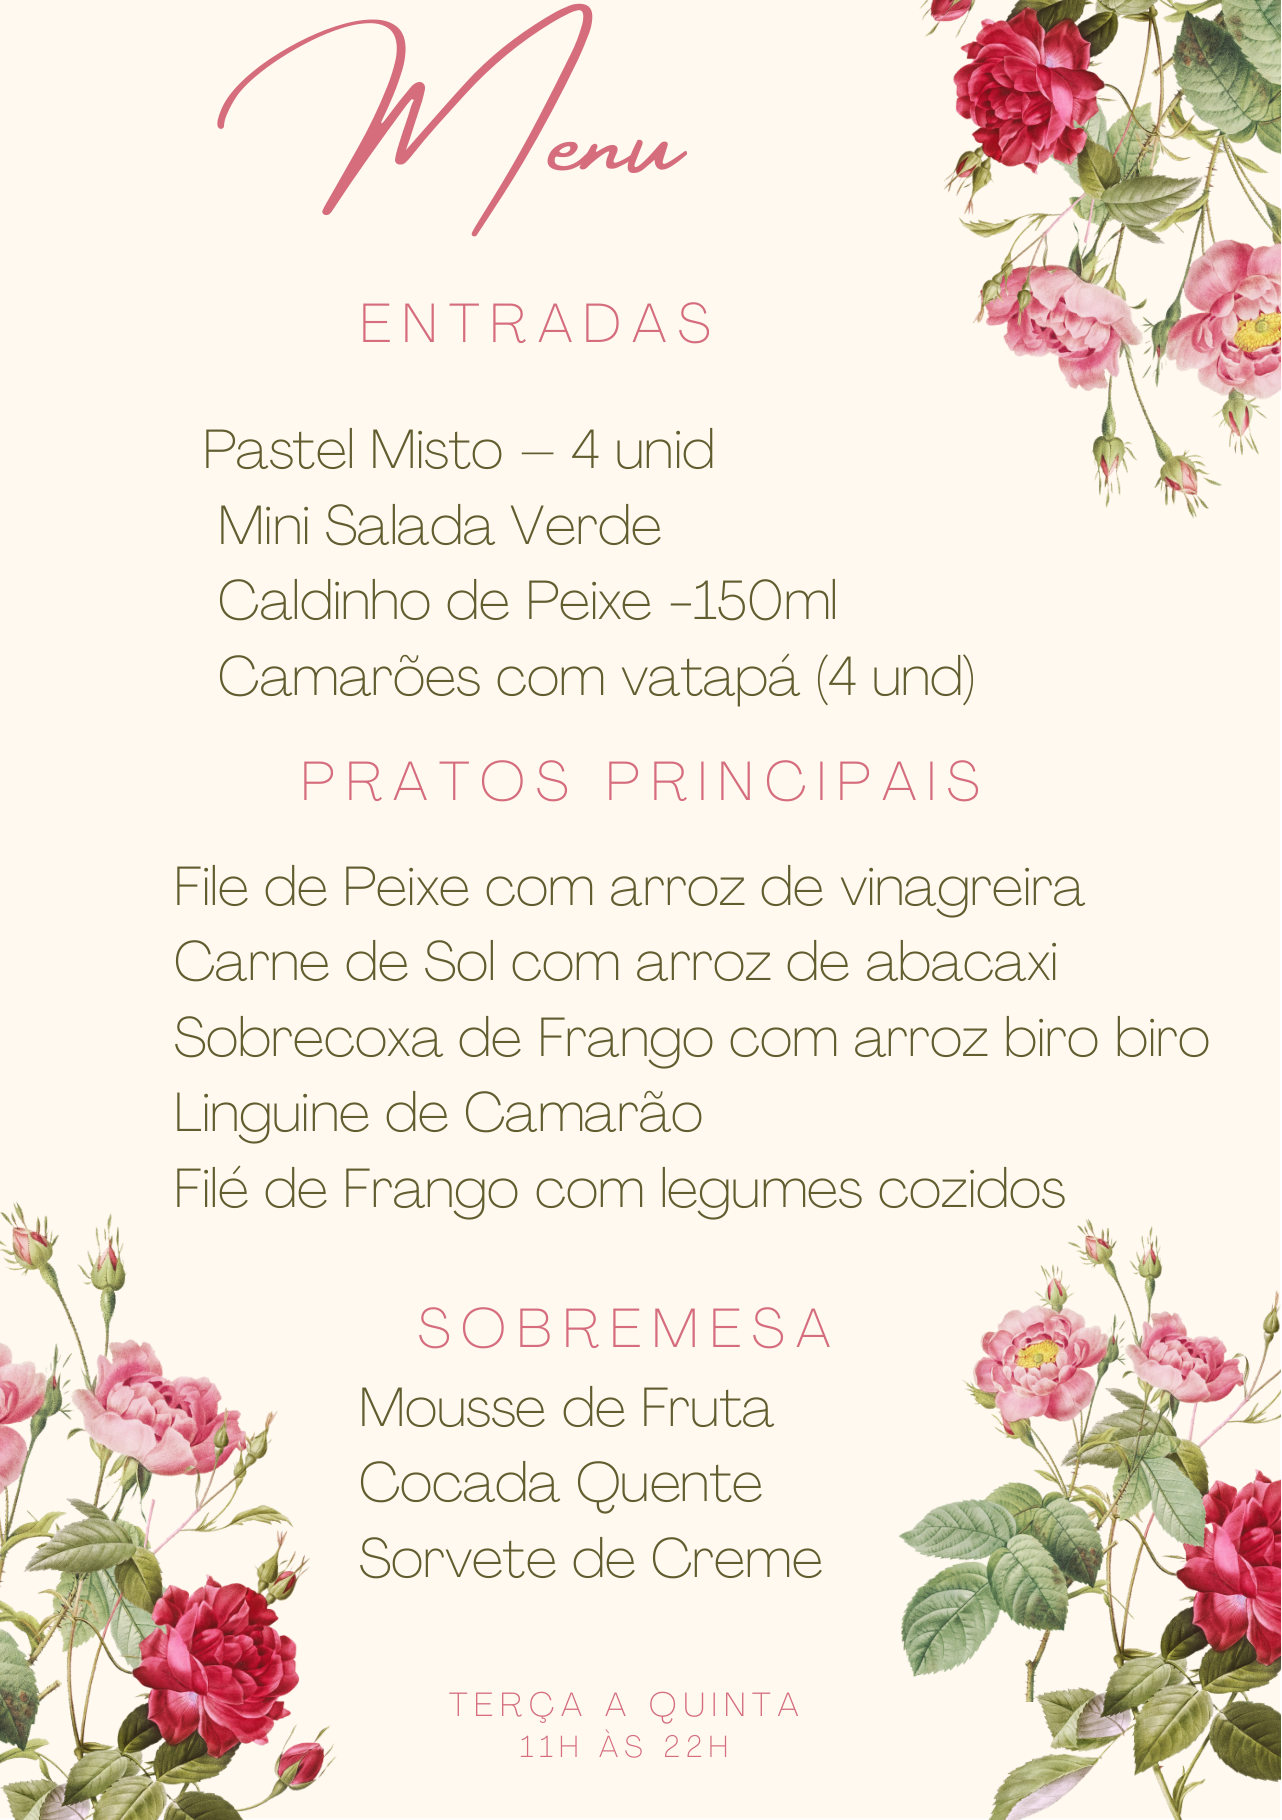 Menu
ENTRADAS
Pastel Misto – 4 unid
Mini Salada Verde
Caldinho de Peixe -150ml
Camarões com vatapá (4 und)
PRATOS PRINCIPAIS
File de Peixe com arroz de vinagreira
Carne de Sol com arroz de abacaxi
Sobrecoxa de Frango com arroz biro biro
Linguine de Camarão
Filé de Frango com legumes cozidos
SOBREMESA
Mousse de Fruta
Cocada Quente
Sorvete de Creme
TERÇA A QUINTA
11H ÀS 22H